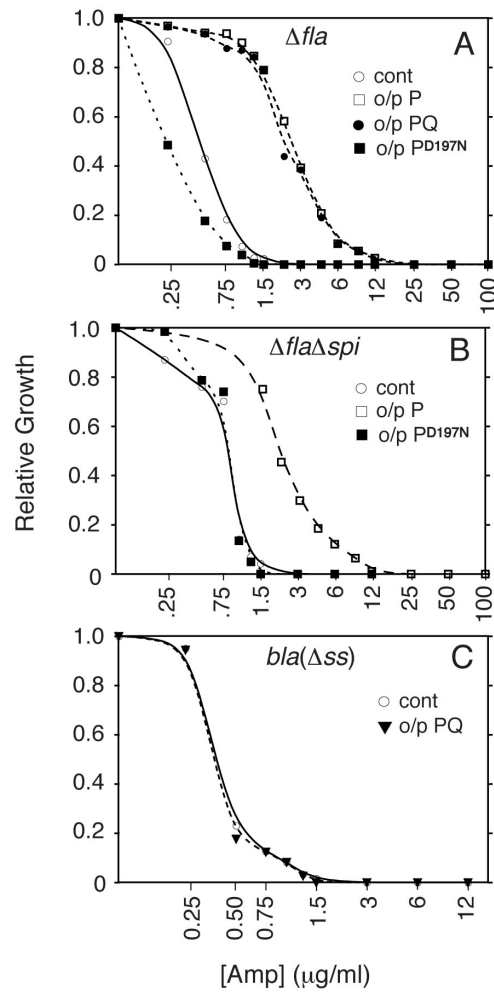 Δfla
A
cont
o/p P
o/p PQ
o/p PD197N
1.0
0.8
0.6
0.4
0.2
0
.25
.75
1.5
3
6
12
25
50
100
ΔflaΔspi
B
cont
o/p P
o/p PD197N
1.0
0.8
0.6
0.4
0.2
0
.25
.75
1.5
3
6
12
25
50
100
Relative Growth
bla(Δss)
C
cont
o/p PQ
1.0
0.8
0.6
0.4
0.2
0
0.25
0.50
0.75
1.5
3
6
12
[Amp] (μg/ml)